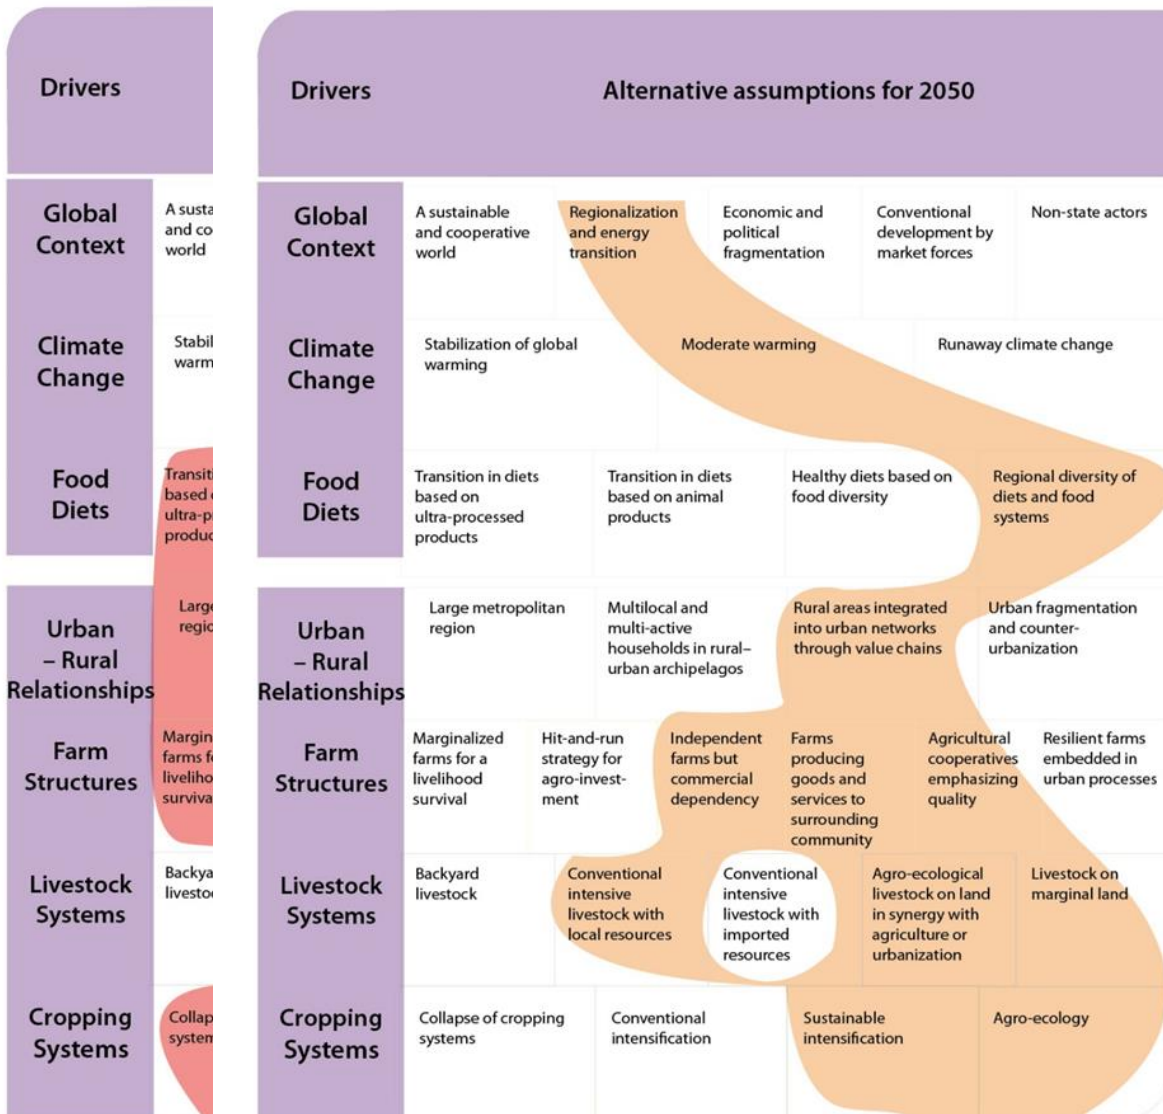 Drivers
Global
Context
A susta
and co
world
Climate
Change
Stabil
warm
Food
Diets
Transiti
based
ultra-p
produc
Urban
– Rural
Relationships
Large
regio
Farm
Structures
Margin
farms f
liveliho
surviva
Livestock
Systems
Backya
livesto
Cropping
Systems
Collap
system
Drivers
Alternative assumptions for 2050
Global
Context
A sustainable
and cooperative
world
Regionalization
and energy
transition
Economic and
political
fragmentation
Conventional
development by
market forces
Non-state actors
Climate
Change
Stabilization of global
warming
Moderate warming
Runaway climate change
Food
Diets
Transition in diets
based on
ultra-processed
products
Transition in diets
based on animal
products
Healthy diets based on
food diversity
Regional diversity of
diets and food
systems
Urban
– Rural
Relationships
Large metropolitan
region
Multilocal and
multi-active
households in rural–
urban archipelagos
Rural areas integrated
into urban networks
through value chains
Urban fragmentation
and counter-
urbanization
Farm
Structures
Marginalized
farms for a
livelihood
survival
Hit-and-run
strategy for
agro-invest-
ment
Independent
farms but
commercial
dependency
Farms
producing
goods and
services to
surrounding
community
Agricultural
cooperatives
emphasizing
quality
Resilient farms
embedded in
urban processes
Livestock
Systems
Backyard
livestock
Conventional
intensive
livestock with
local resources
Conventional
intensive
livestock with
imported
resources
Agro-ecological
livestock on land
in synergy with
agriculture or
urbanization
Livestock on
marginal land
Cropping
Systems
Collapse of cropping
systems
Conventional
intensification
Sustainable
intensification
Agro-ecology